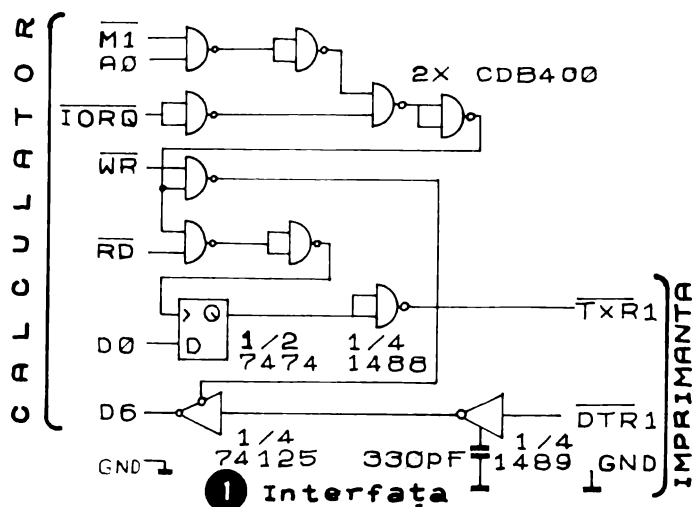 CALCULATOR
M1
A0
2X CDB400
IORQ
WR
RD
> Q
D0 D
1/2
7474
1/4
1488
TXR1
D6
1/4
74125
330pF
1/4
1489
DTR1
GND
GND
IMPRIMANTA
1 Interfaţa